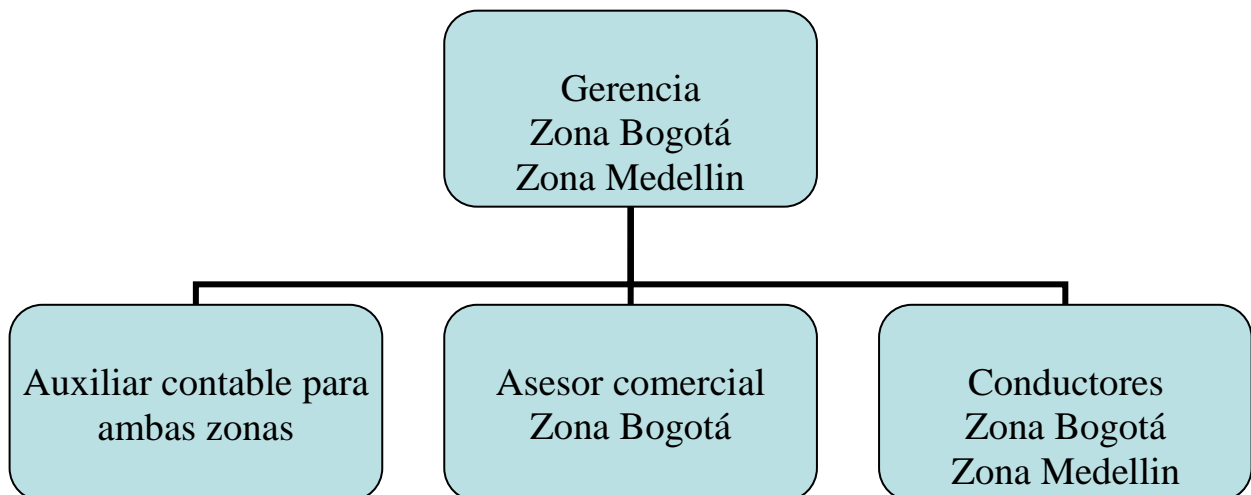 Gerencia
Zona Bogotá
Zona Medellin
Auxiliar contable para
ambas zonas
Asesor comercial
Zona Bogotá
Conductores
Zona Bogotá
Zona Medellin